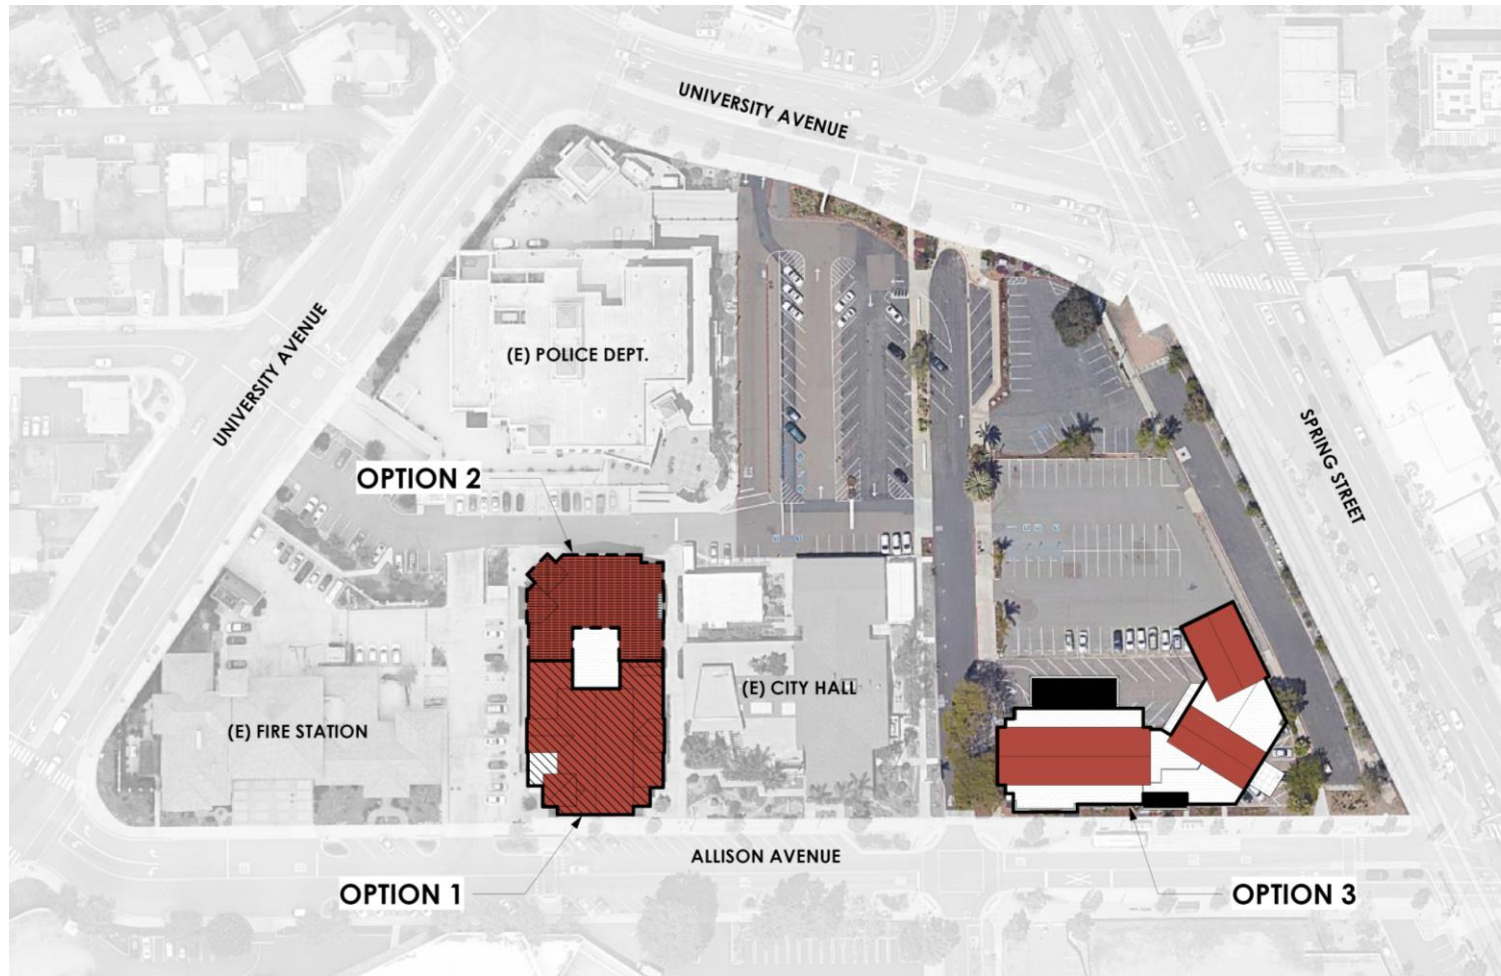 UNIVERSITY AVENUE
UNIVERSITY AVENUE
(E) POLICE DEPT.
SPRING STREET
OPTION 2
(E) CITY HALL
(E) FIRE STATION
ALLISON AVENUE
OPTION 1
OPTION 3